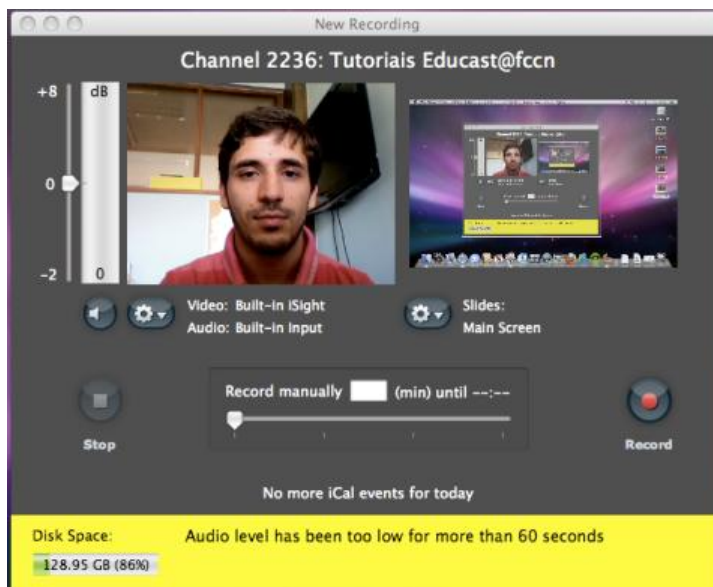 New Recording
Channel 2236: Tutoriais Educast@fccn
+8
dB
0
-2
0
Video: Built-in iSight
Audio: Built-in Input
Slides:
Main Screen
Record manually (min) until --:--
Stop
Record
No more iCal events for today
Disk Space:
Audio level has been too low for more than 60 seconds
128.95 GB (86%)